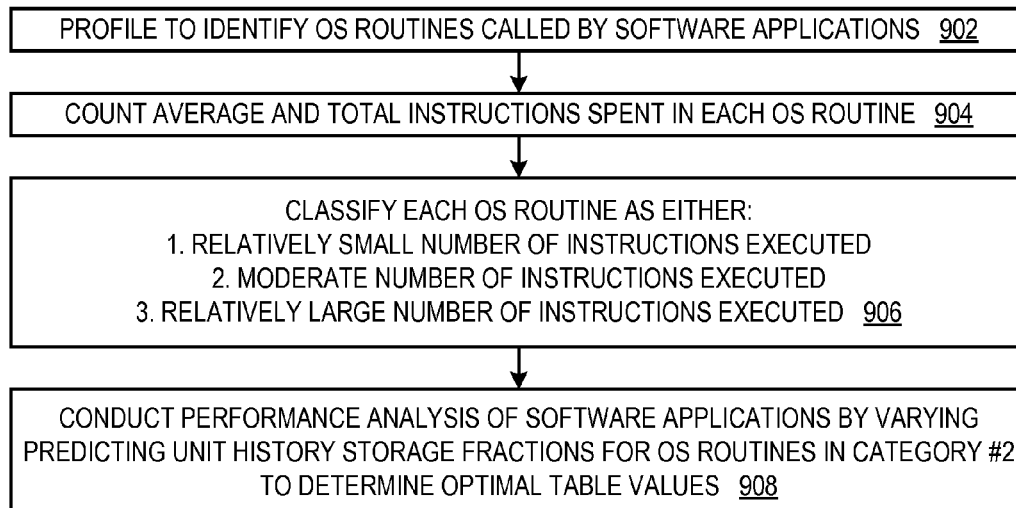 PROFILE TO IDENTIFY OS ROUTINES CALLED BY SOFTWARE APPLICATIONS 902
COUNT AVERAGE AND TOTAL INSTRUCTIONS SPENT IN EACH OS ROUTINE 904
CLASSIFY EACH OS ROUTINE AS EITHER:
1. RELATIVELY SMALL NUMBER OF INSTRUCTIONS EXECUTED
2. MODERATE NUMBER OF INSTRUCTIONS EXECUTED
3. RELATIVELY LARGE NUMBER OF INSTRUCTIONS EXECUTED 906
CONDUCT PERFORMANCE ANALYSIS OF SOFTWARE APPLICATIONS BY VARYING
PREDICTING UNIT HISTORY STORAGE FRACTIONS FOR OS ROUTINES IN CATEGORY #2
TO DETERMINE OPTIMAL TABLE VALUES 908